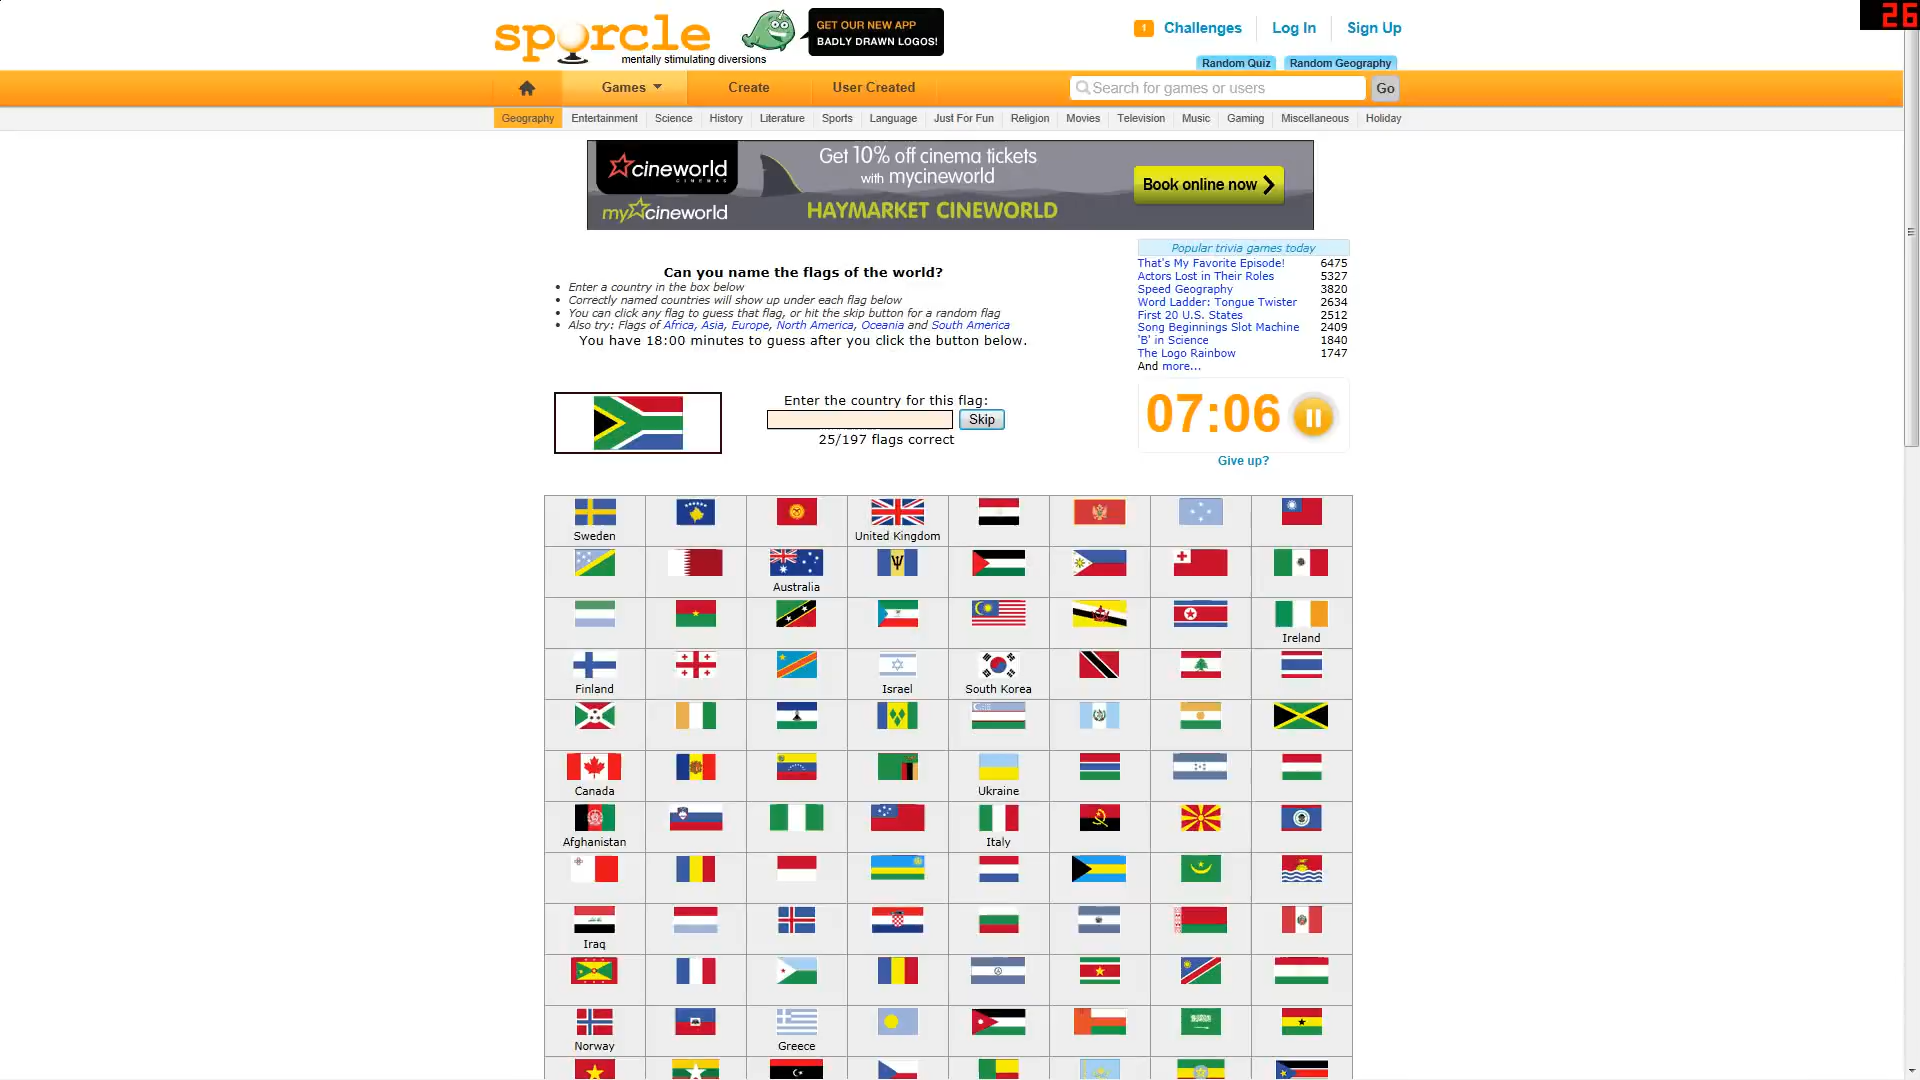 26
sporcle
mentally stimulating diversions
GET OUR NEW APP
BADLY DRAWN LOGOS!
1 Challenges Log In Sign Up
Random Quiz Random Geography
Games Create User Created Search for games or users Go
Geography Entertainment Science History Literature Sports Language Just For Fun Religion Movies Television Music Gaming Miscellaneous Holiday
cineworld
CINEMAS
my cineworld
Get 10% off cinema tickets
with mycineworld
HAYMARKET CINEWORLD
Book online now
Popular trivia games today
That's My Favorite Episode! 6475
Actors Lost in Their Roles 5327
Speed Geography 3820
Word Ladder: Tongue Twister 2634
First 20 U.S. States 2512
Song Beginnings Slot Machine 2409
'B' in Science 1840
The Logo Rainbow 1747
And more...
Can you name the flags of the world?
Enter a country in the box below
Correctly named countries will show up under each flag below
You can click any flag to guess that flag, or hit the skip button for a random flag
Also try: Flags of Africa, Asia, Europe, North America, Oceania and South America
You have 18:00 minutes to guess after you click the button below.
Enter the country for this flag:
Skip
25/197 flags correct
07:06
Give up?
Sweden United Kingdom
Australia
Ireland
Finland Israel South Korea
Canada Ukraine
Afghanistan Italy
Iraq
Norway Greece